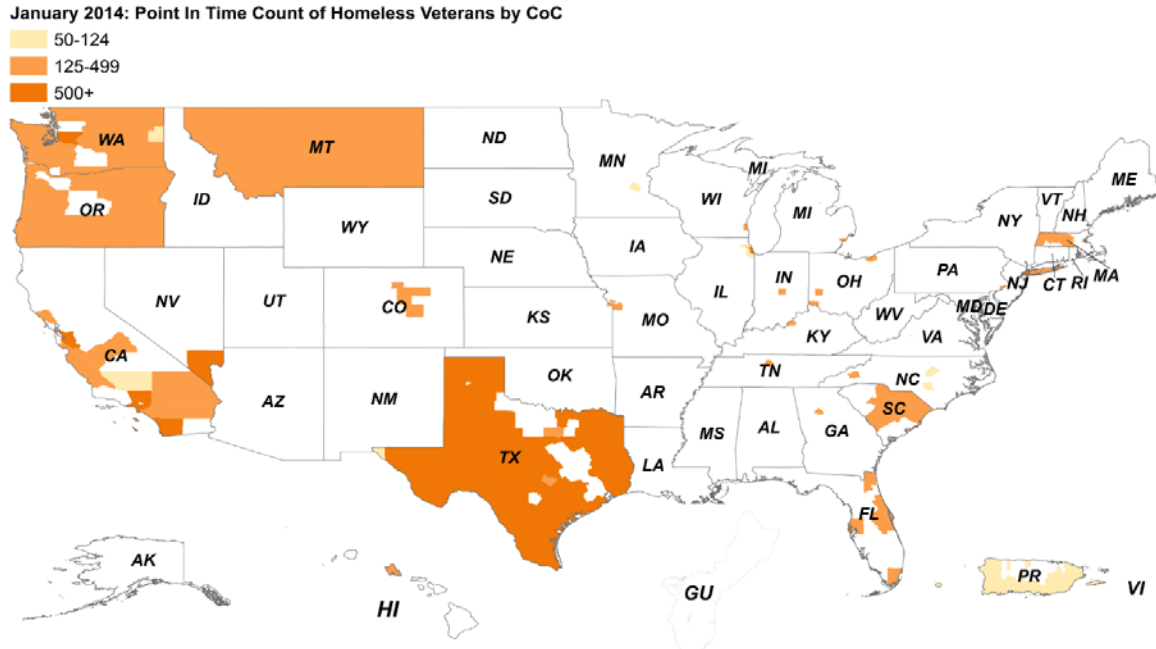 January 2014: Point In Time Count of Homeless Veterans by CoC
50-124
125-499
500+
WA
MT
ND
MN
MI
ME
OR
ID
WY
SD
WI
MI
NY
VT
NH
NV
UT
NE
IA
IL
IN
OH
PA
NJ
CT
RI
MA
CO
KS
MO
WV
MD
DE
KY
VA
CA
AZ
NM
OK
AR
TN
NC
SC
TX
LA
MS
AL
GA
FL
AK
HI
GU
PR
VI